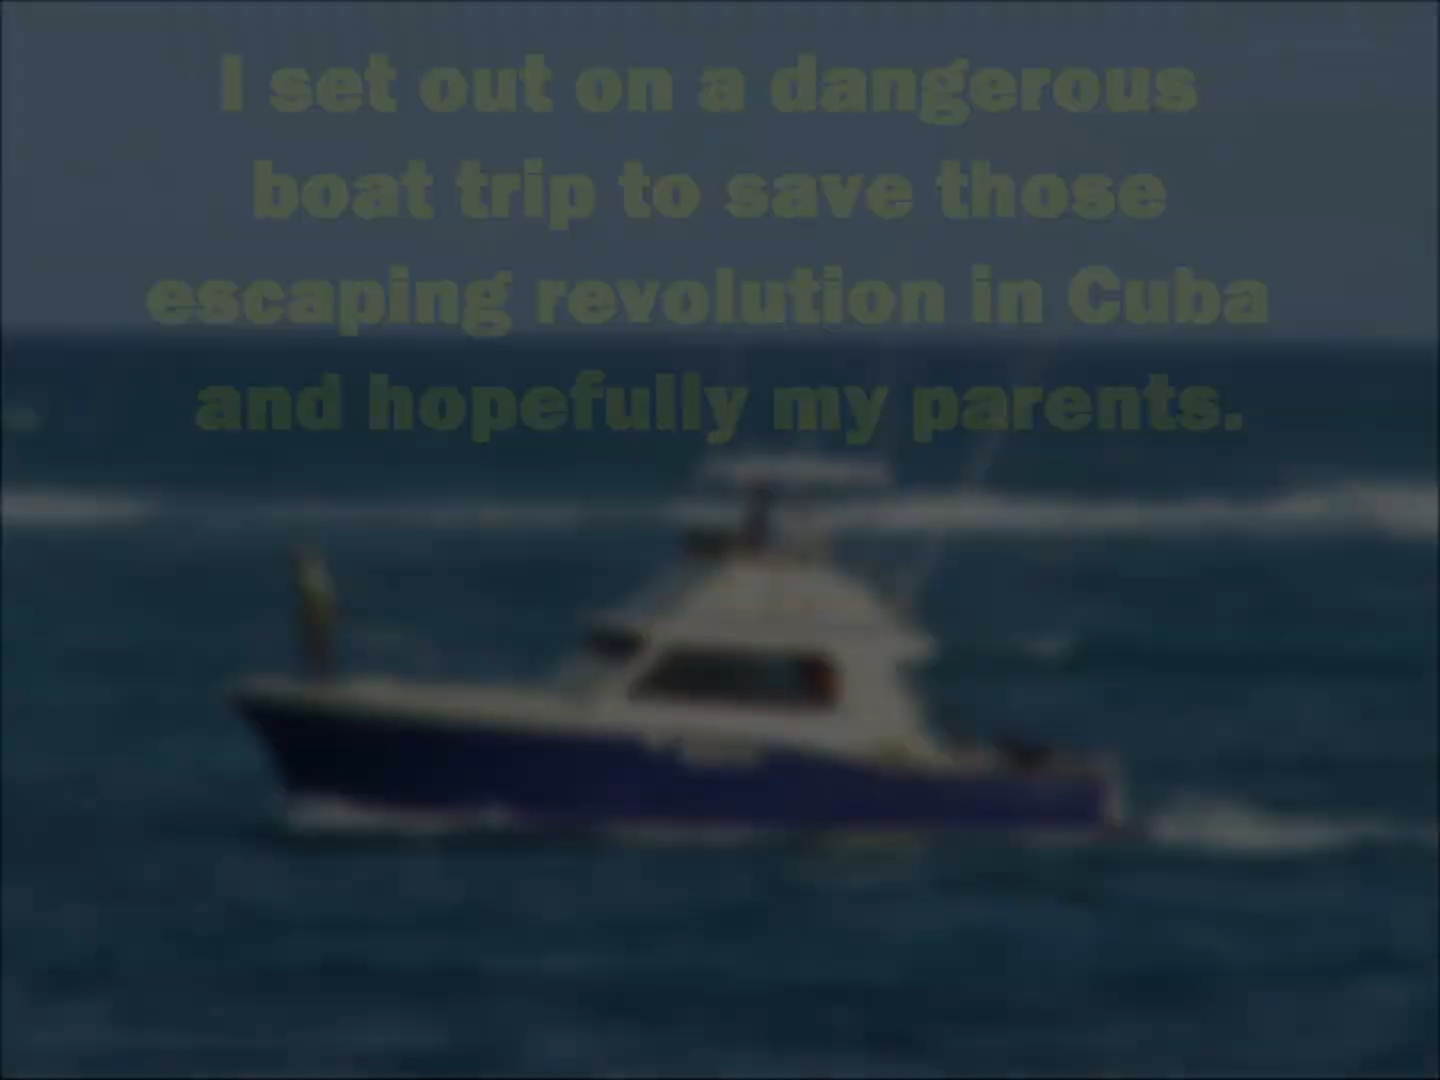 I set out on a dangerous
boat trip to save those
escaping revolution in Cuba
and hopefully my parents.